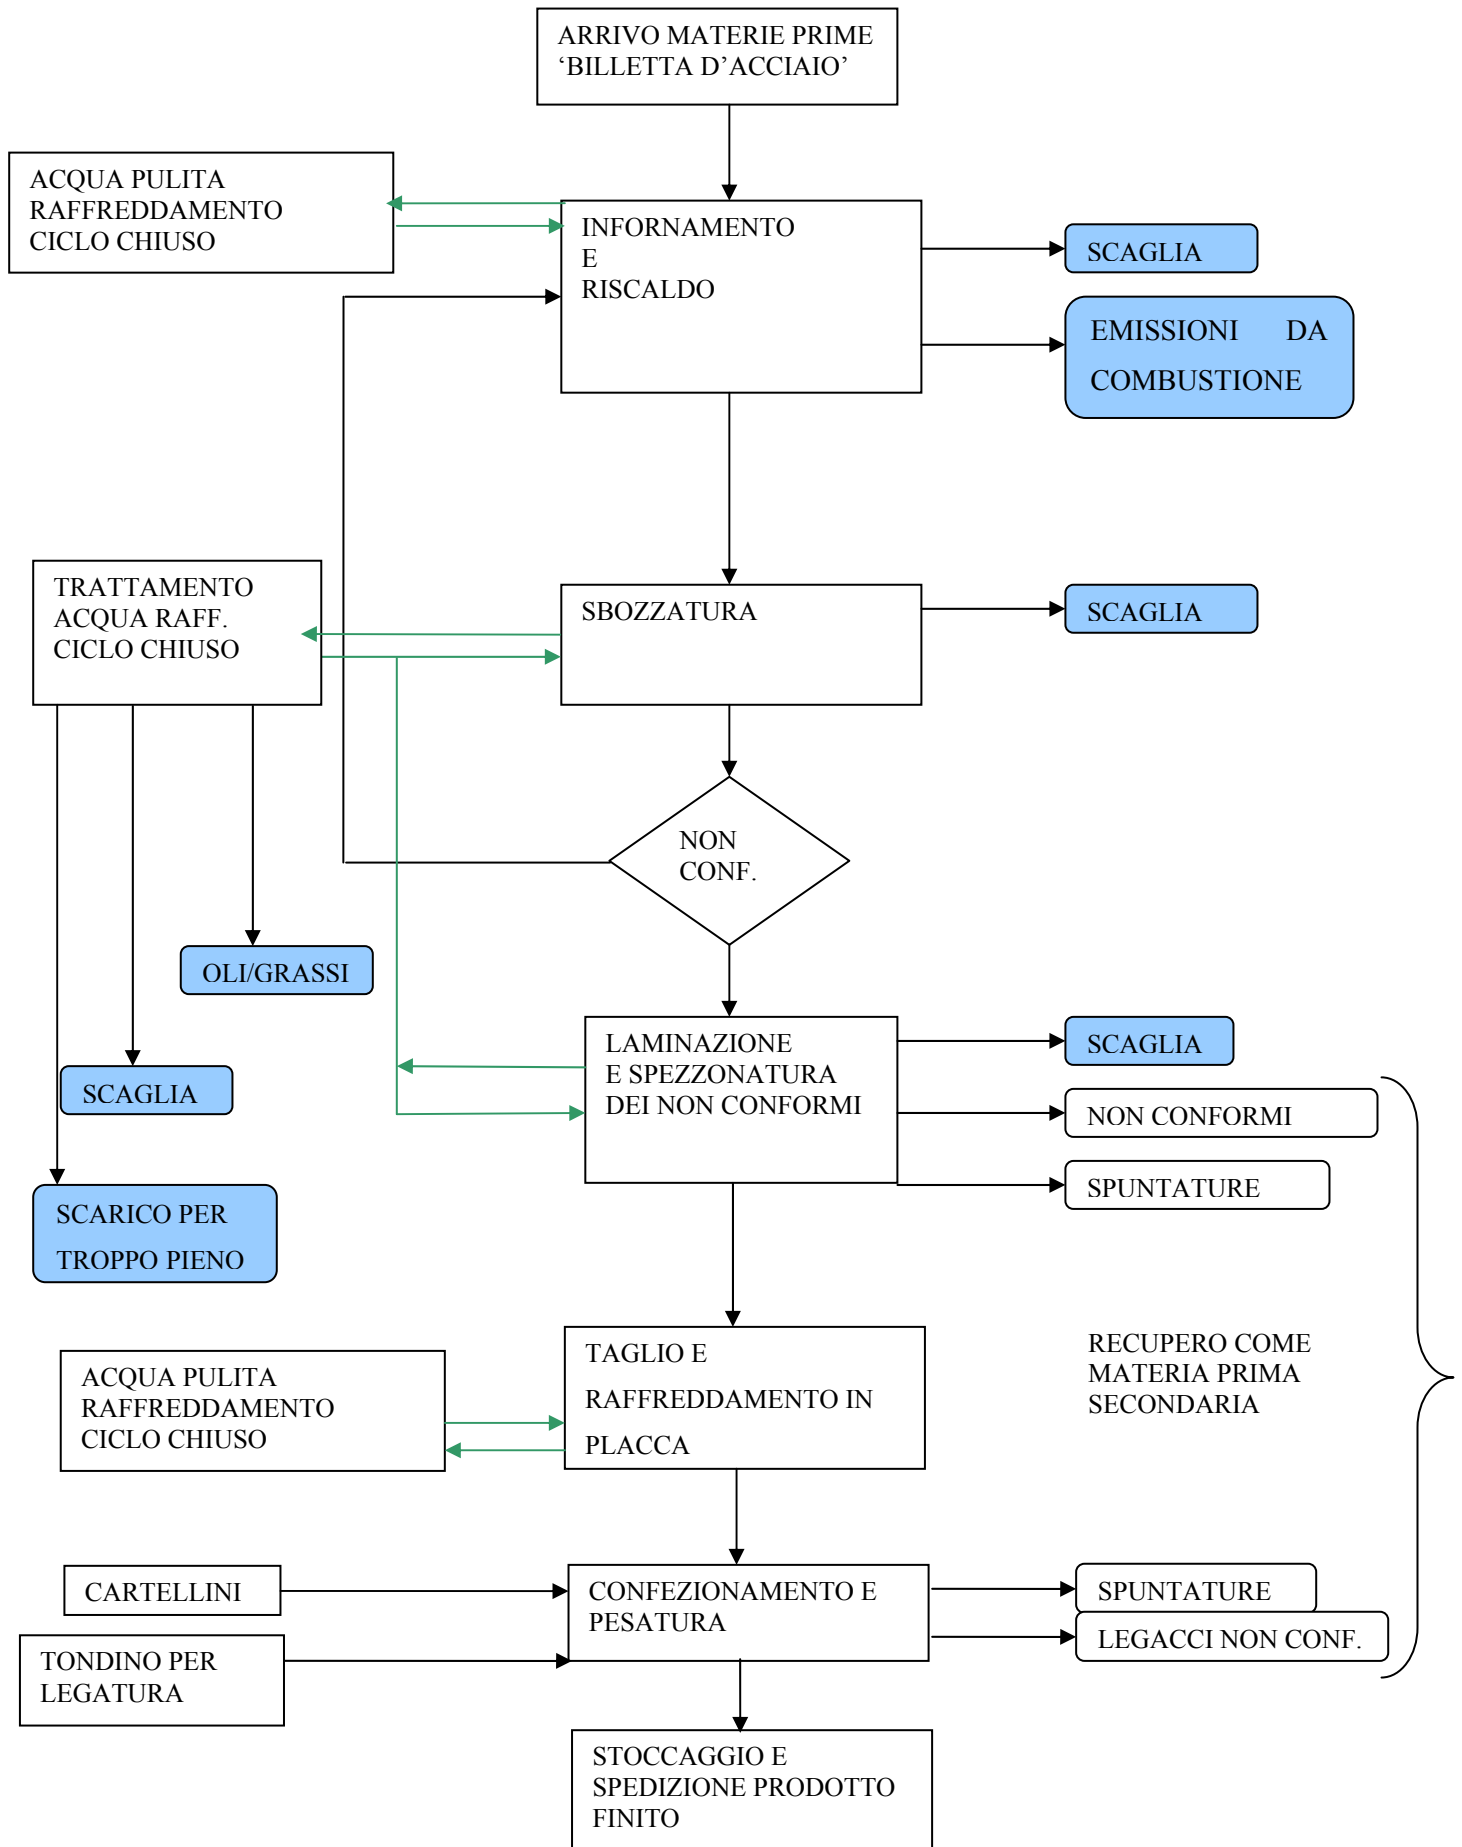 ARRIVO MATERIE PRIME
‘BILLETTA D’ACCIAIO’
ACQUA PULITA
RAFFREDDAMENTO
CICLO CHIUSO
INFORNAMENTO
E
RISCALDO
SCAGLIA
EMISSIONI DA
COMBUSTIONE
TRATTAMENTO
ACQUA RAFF.
CICLO CHIUSO
SBOZZATURA
SCAGLIA
NON
CONF.
OLI/GRASSI
SCAGLIA
SCARICO PER
TROPPO PIENO
LAMINAZIONE
E SPEZZONATURA
DEI NON CONFORMI
SCAGLIA
NON CONFORMI
SPUNTATURE
RECUPERO COME
MATERIA PRIMA
SECONDARIA
ACQUA PULITA
RAFFREDDAMENTO
CICLO CHIUSO
TAGLIO E
RAFFREDDAMENTO IN
PLACCA
CARTELLINI
TONDINO PER
LEGATURA
CONFEZIONAMENTO E
PESATURA
SPUNTATURE
LEGACCI NON CONF.
STOCCAGGIO E
SPEDIZIONE PRODOTTO
FINITO